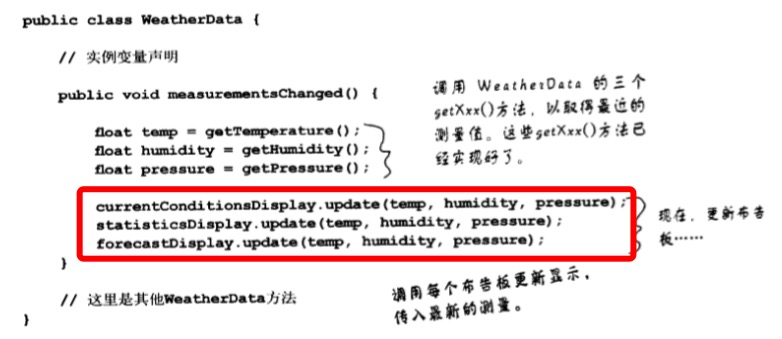 public class WeatherData {
// 实例变量声明
public void measurementsChanged() {
调用 WeatherData 的三个
getXxx()方法，以取得最近的
测量值。这些getXxx()方法已
经实现好了。
float temp = getTemperature();
float humidity = getHumidity();
float pressure = getPressure();
currentConditionsDisplay.update(temp, humidity, pressure);
statisticsDisplay.update(temp, humidity, pressure);
forecastDisplay.update(temp, humidity, pressure);
现在，更新布告
板……
}
// 这里是其他WeatherData方法
调用每个布告板更新显示，
传入最新的测量。
}